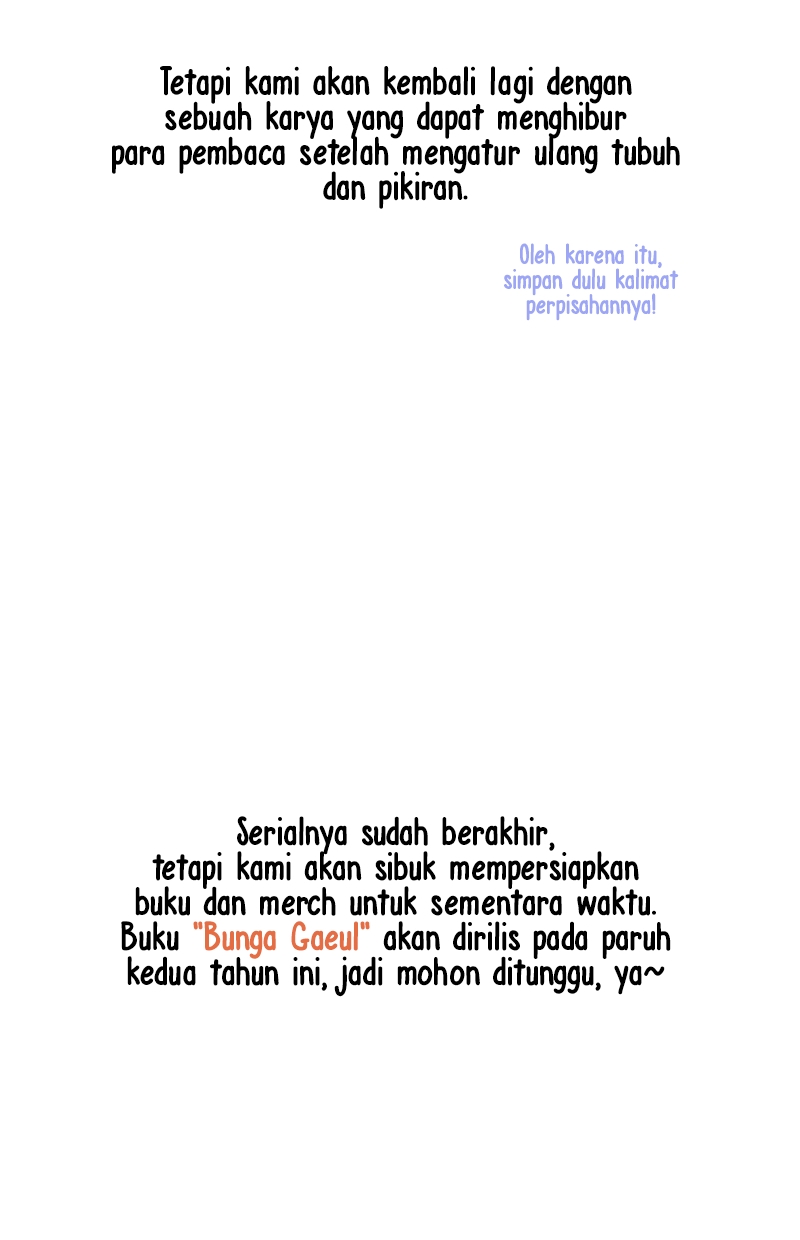 Tetapi kami akan kembali lagi dengan
sebuah karya yang dapat menghibur
para pembaca setelah mengatur ulang tubuh
dan pikiran.
Oleh karena itu,
simpan dulu kalimat
perpisahannya!
Serialnya sudah berakhir,
tetapi kami akan sibuk mempersiapkan
buku dan merch untuk sementara waktu.
Buku "Bunga Gaeul" akan dirilis pada paruh
kedua tahun ini, jadi mohon ditunggu, ya~